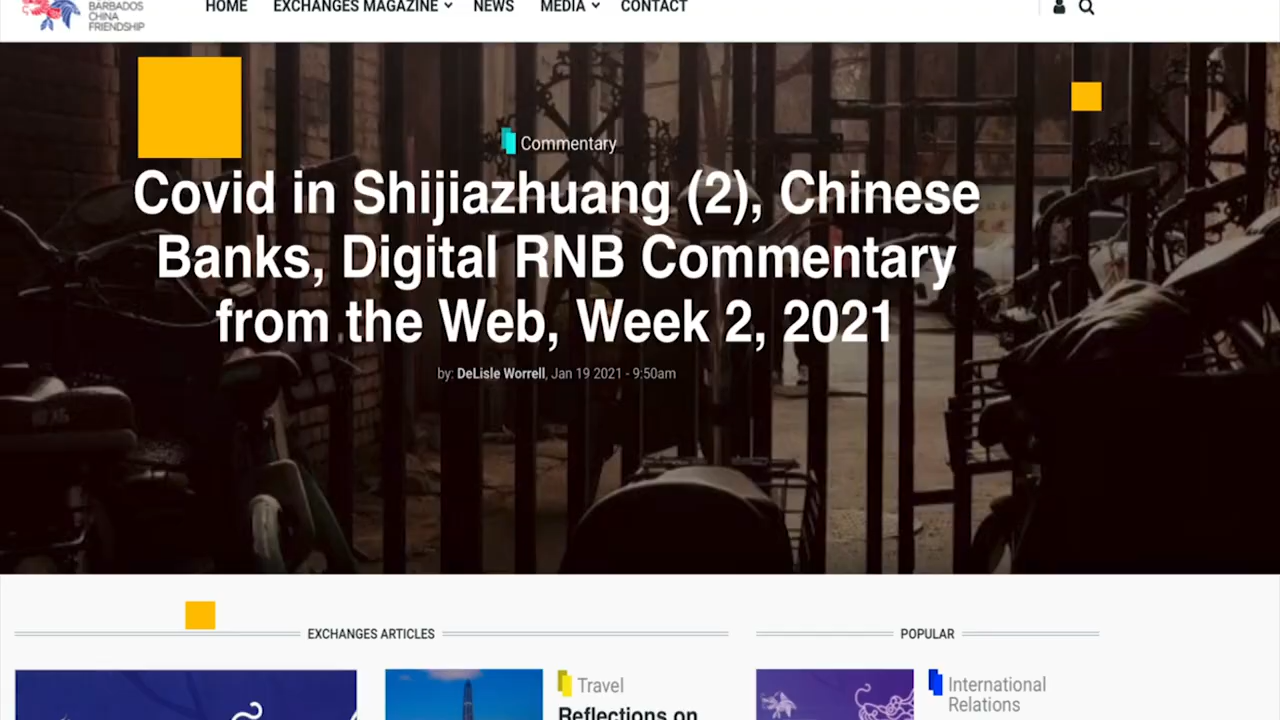 BARBADOS
CHINA
FRIENDSHIP
HOME EXCHANGES MAGAZINE NEWS MEDIA CONTACT
Commentary
Covid in Shijiazhuang (2), Chinese
Banks, Digital RNB Commentary
from the Web, Week 2, 2021
by: DeLisle Worrell, Jan 19 2021 - 9:50am
EXCHANGES ARTICLES
POPULAR
Travel
Reflections on
International
Relations